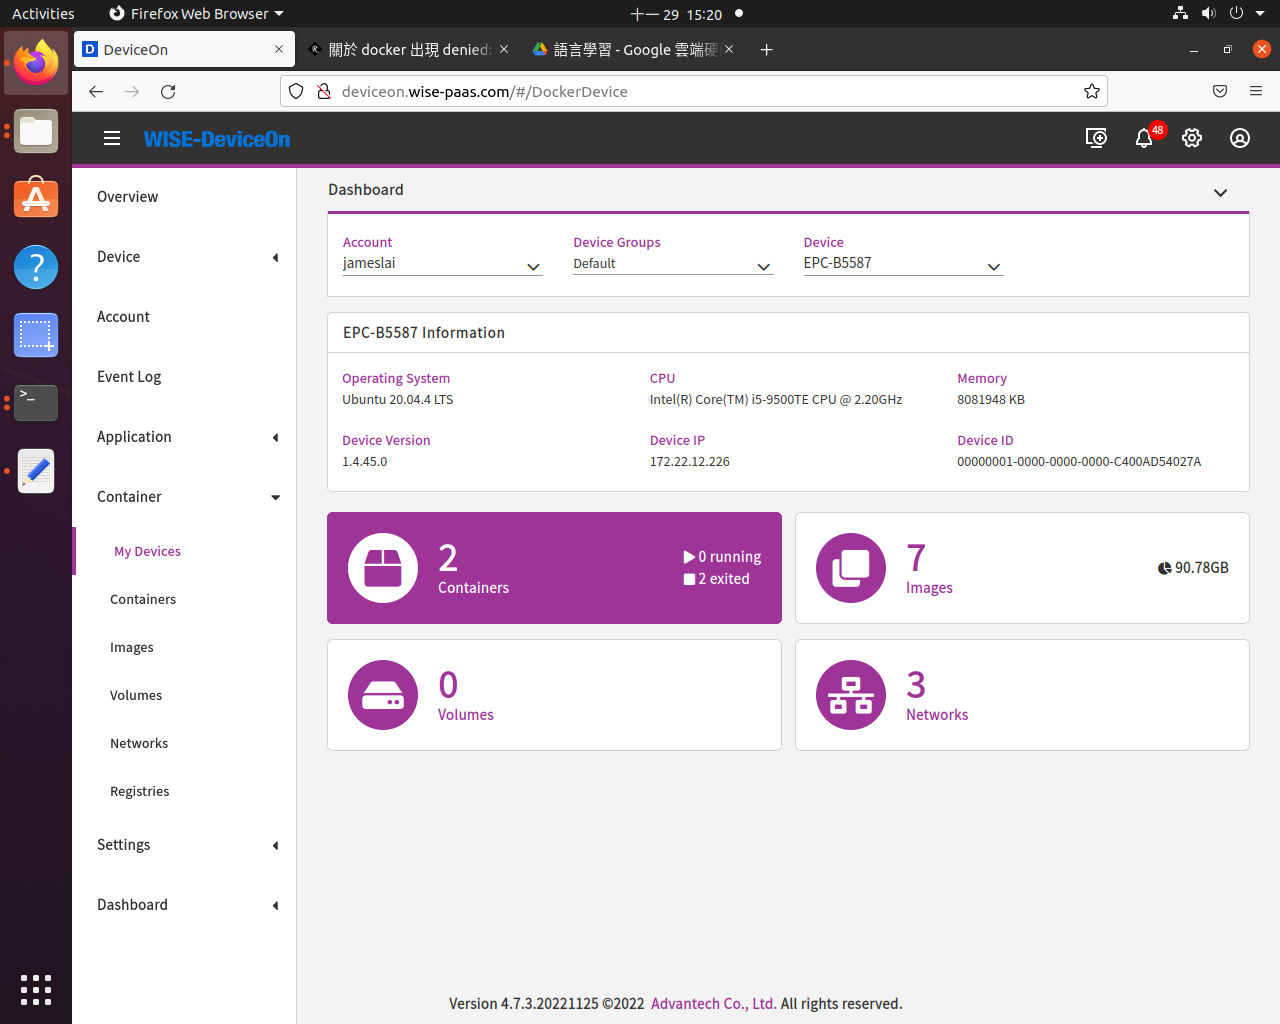 Activities
Firefox Web Browser
十一 29 15:20
DeviceOn
關於 docker 出現 denied:
語言學習 - Google 雲端硬
deviceon.wise-paas.com/#/DockerDevice
WISE-DeviceOn
48
Overview
Device
Account
Event Log
Application
Container
My Devices
Containers
Images
Volumes
Networks
Registries
Settings
Dashboard
Dashboard
Account
Device Groups
Device
jameslai
Default
EPC-B5587
EPC-B5587 Information
Operating System
CPU
Memory
Ubuntu 20.04.4 LTS
Intel(R) Core(TM) i5-9500TE CPU @ 2.20GHz
8081948 KB
Device Version
Device IP
Device ID
1.4.45.0
172.22.12.226
00000001-0000-0000-0000-C400AD54027A
2
Containers
0 running
2 exited
7
Images
90.78GB
0
Volumes
3
Networks
Version 4.7.3.20221125 ©2022 Advantech Co., Ltd. All rights reserved.